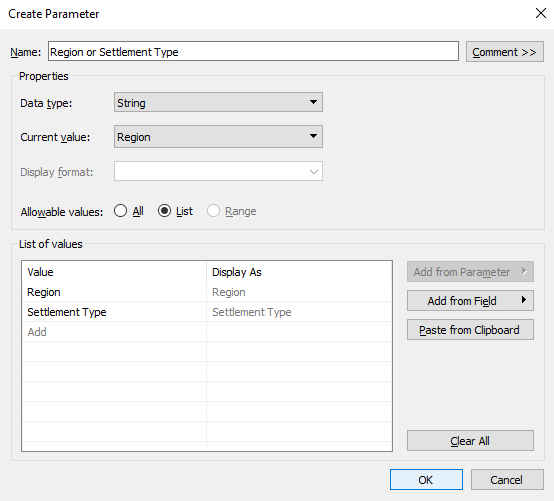 Create Parameter
Name: Region or Settlement Type Comment >>
Properties
Data type: String
Current value: Region
Display format:
Allowable values: All List Range
List of values
Value Display As
Region Region
Settlement Type Settlement Type
Add
Add from Parameter
Add from Field
Paste from Clipboard
Clear All
OK Cancel